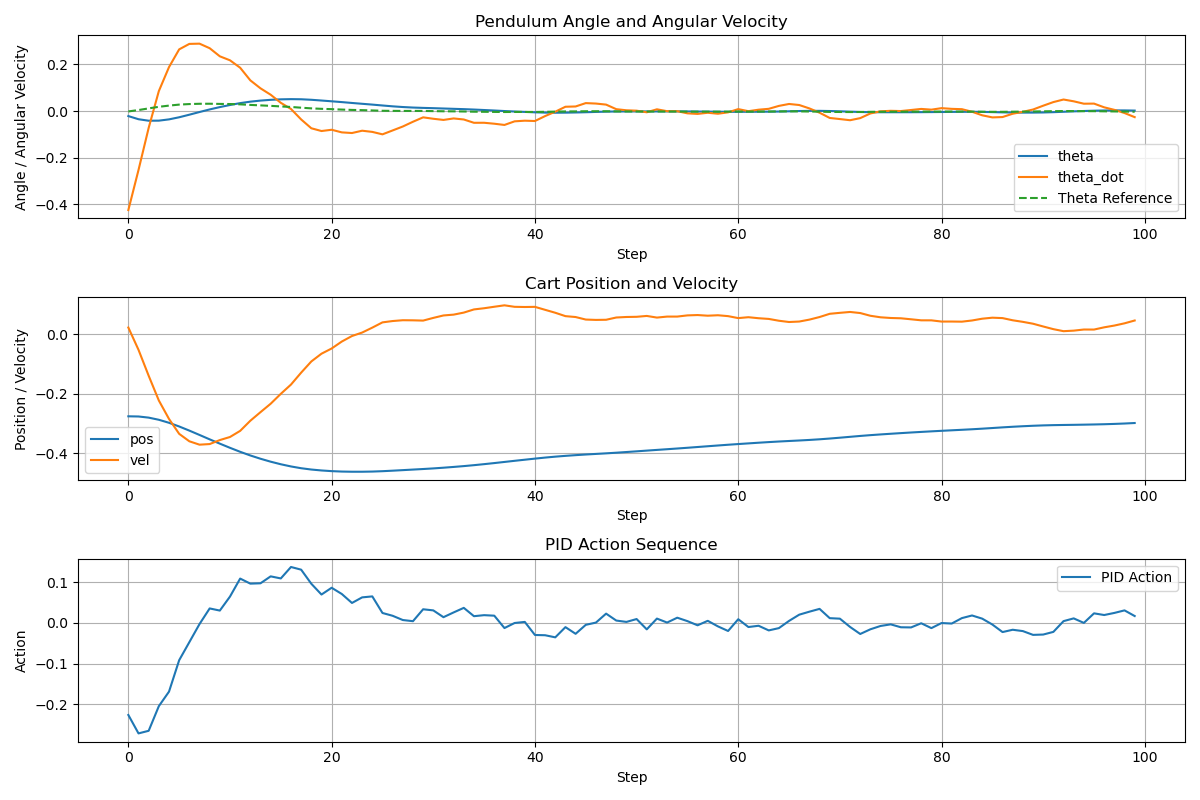 Pendulum Angle and Angular Velocity
Angle / Angular Velocity
0.2
0.0
−0.2
−0.4
theta
theta_dot
Theta Reference
0 20 40 60 80 100
Step
Cart Position and Velocity
Position / Velocity
0.0
−0.2
−0.4
pos
vel
0 20 40 60 80 100
Step
PID Action Sequence
Action
0.1
0.0
−0.1
−0.2
PID Action
0 20 40 60 80 100
Step